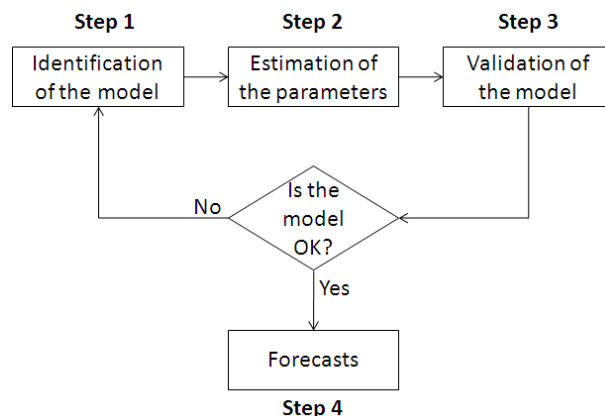 Step 1
Step 2
Step 3
Identification
of the model
Estimation of
the parameters
Validation of
the model
Is the
model
OK?
No
Yes
Forecasts
Step 4